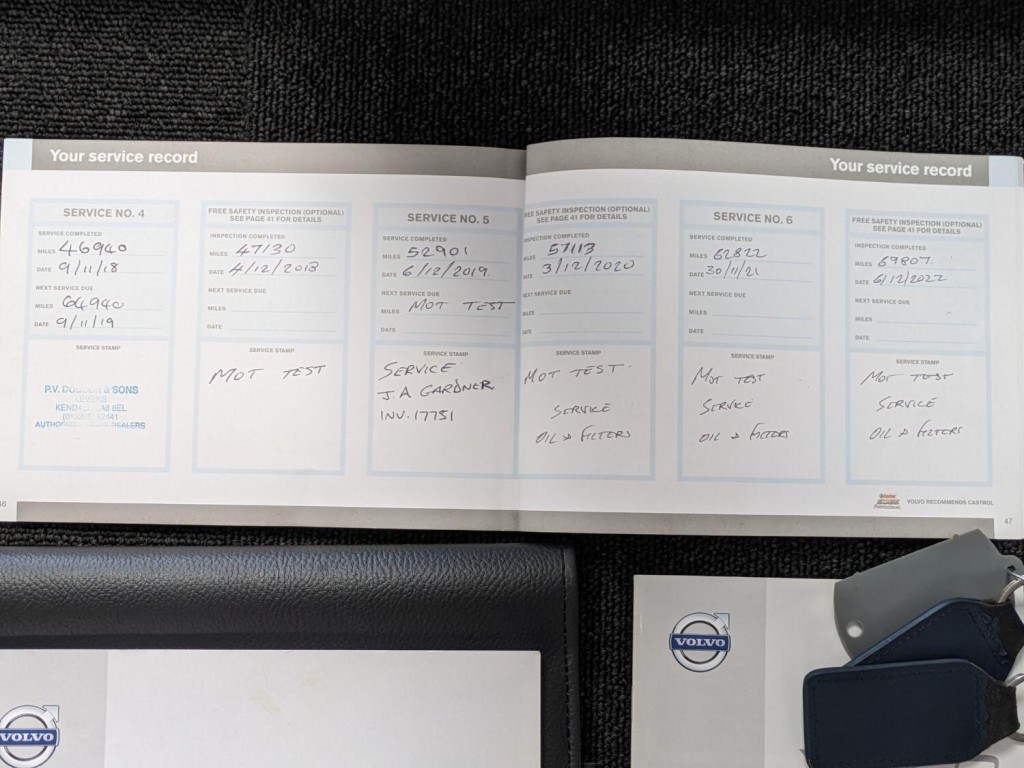 Your service record
SERVICE NO. 4
SERVICE COMPLETED
MILES 46940
DATE 9/11/18
NEXT SERVICE DUE
MILES 64940
DATE 9/11/19
SERVICE STAMP
P.V. & SONS
LEVENS
KENDAL 8EL
FREE SAFETY INSPECTION (OPTIONAL)
SEE PAGE 41 FOR DETAILS
INSPECTION COMPLETED
MILES 47130
DATE 4/12/2018
NEXT SERVICE DUE
MILES
DATE
SERVICE STAMP
MOT TEST
SERVICE NO. 5
SERVICE COMPLETED
MILES 52901
DATE 6/12/2019.
NEXT SERVICE DUE
MILES MOT TEST
DATE
SERVICE STAMP
SERVICE
J.A GARDNER
INV. 17751
Your service record
FREE SAFETY INSPECTION (OPTIONAL)
SEE PAGE 41 FOR DETAILS
INSPECTION COMPLETED
MILES 57113
DATE 3/12/2020
NEXT SERVICE DUE
MILES
DATE
SERVICE STAMP
MOT TEST.
SERVICE
OIL & FILTERS
SERVICE NO. 6
SERVICE COMPLETED
MILES 62822
DATE 30/11/21
NEXT SERVICE DUE
MILES
DATE
SERVICE STAMP
MOT TEST
SERVICE
OIL & FILTERS
FREE SAFETY INSPECTION (OPTIONAL)
SEE PAGE 41 FOR DETAILS
INSPECTION COMPLETED
MILES 69807.
DATE 6/12/2022
NEXT SERVICE DUE
MILES
DATE
SERVICE STAMP
MOT TEST
SERVICE
OIL & FILTERS
VOLVO RECOMMENDS CASTROL
47
VOLVO
VOLVO